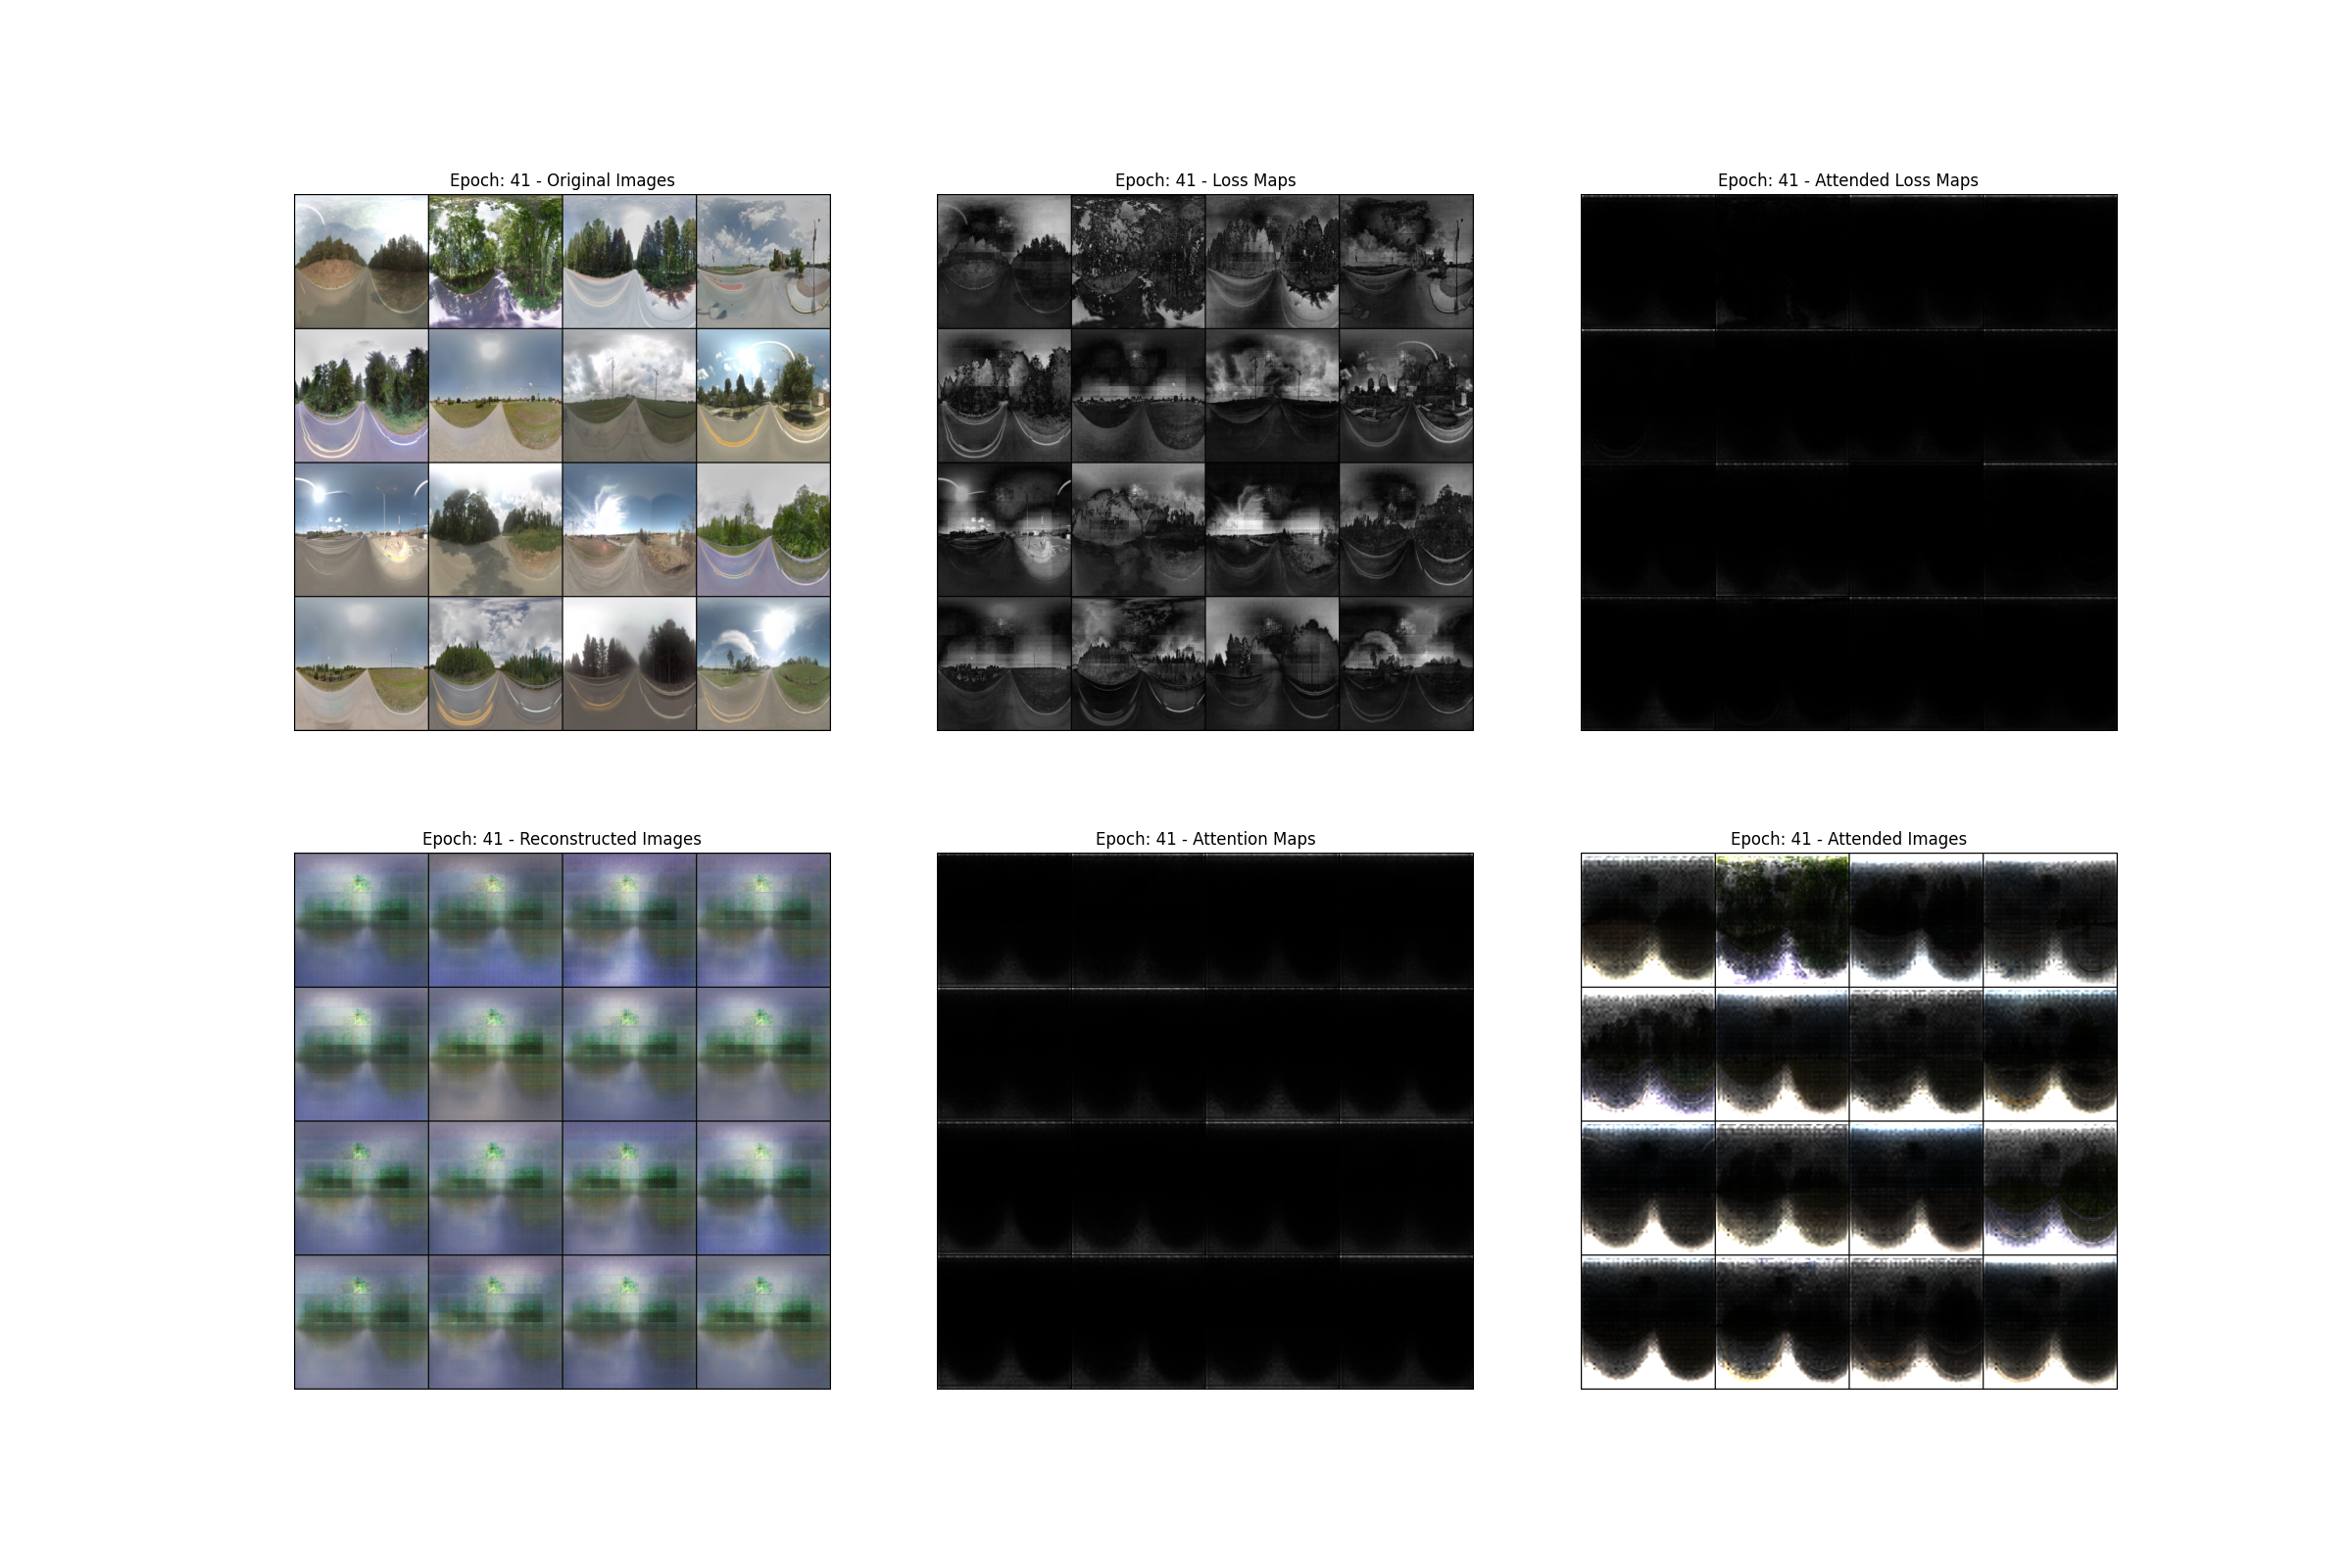 Epoch: 41 - Original Images
Epoch: 41 - Loss Maps
Epoch: 41 - Attended Loss Maps
Epoch: 41 - Reconstructed Images
Epoch: 41 - Attention Maps
Epoch: 41 - Attended Images